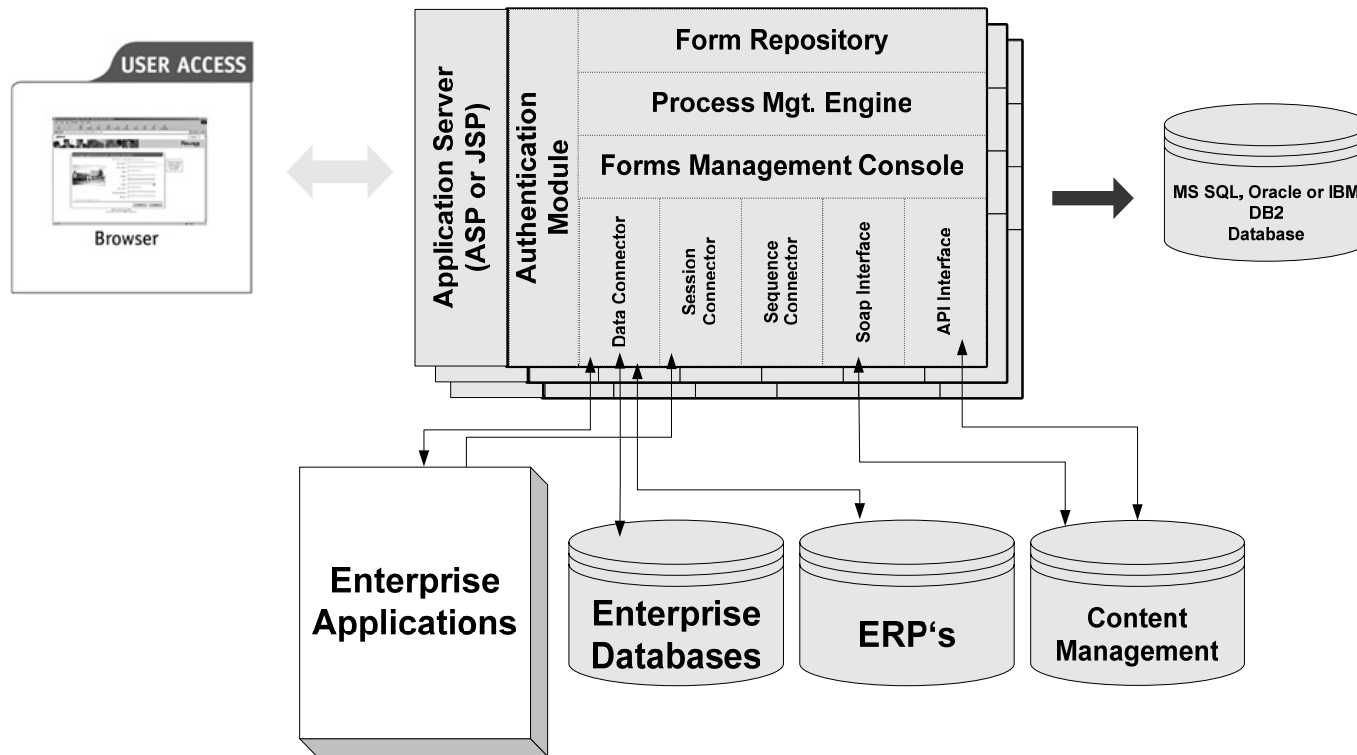 USER ACCESS
Browser
Application Server
(ASP or JSP)
Authentication
Module
Form Repository
Process Mgt. Engine
Forms Management Console
Data Connector
Session
Connector
Sequence
Connector
Soap Interface
API Interface
MS SQL, Oracle or IBM
DB2
Database
Enterprise
Applications
Enterprise
Databases
ERP‘s
Content
Management